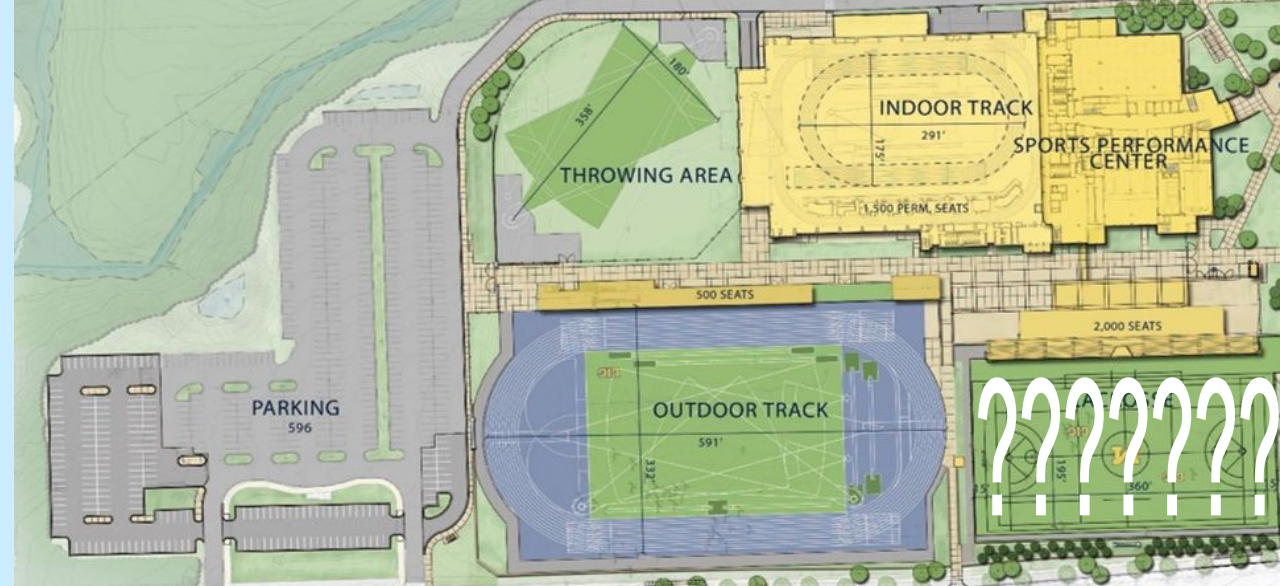 180'
358'
THROWING AREA
INDOOR TRACK
291'
175'
SPORTS PERFORMANCE
CENTER
1,500 PERM. SEATS
500 SEATS
2,000 SEATS
PARKING
596
OUTDOOR TRACK
591'
332'
???????
195'
360'